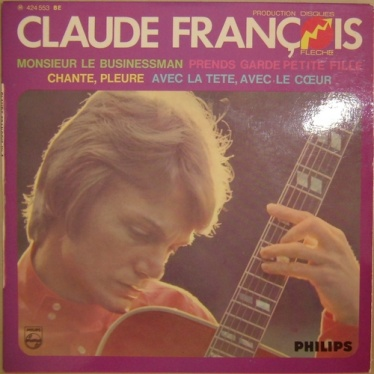 ℗ 424 553 BE
PRODUCTION DISQUES
CLAUDE FRANÇOIS
FLECHE
MONSIEUR LE BUSINESSMAN PRENDS GARDE PETITE FILLE
CHANTE, PLEURE AVEC LA TETE, AVEC LE CŒUR
PHILIPS
PHILIPS